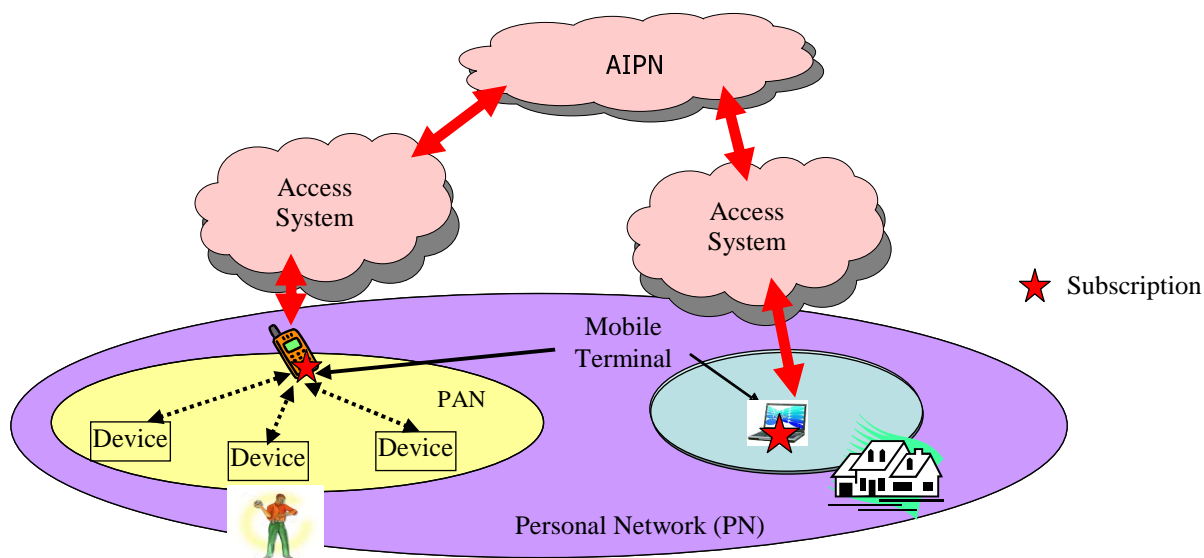 AIPN
Access
System
Access
System
Subscription
Mobile
Terminal
PAN
Device
Device
Device
Personal Network (PN)